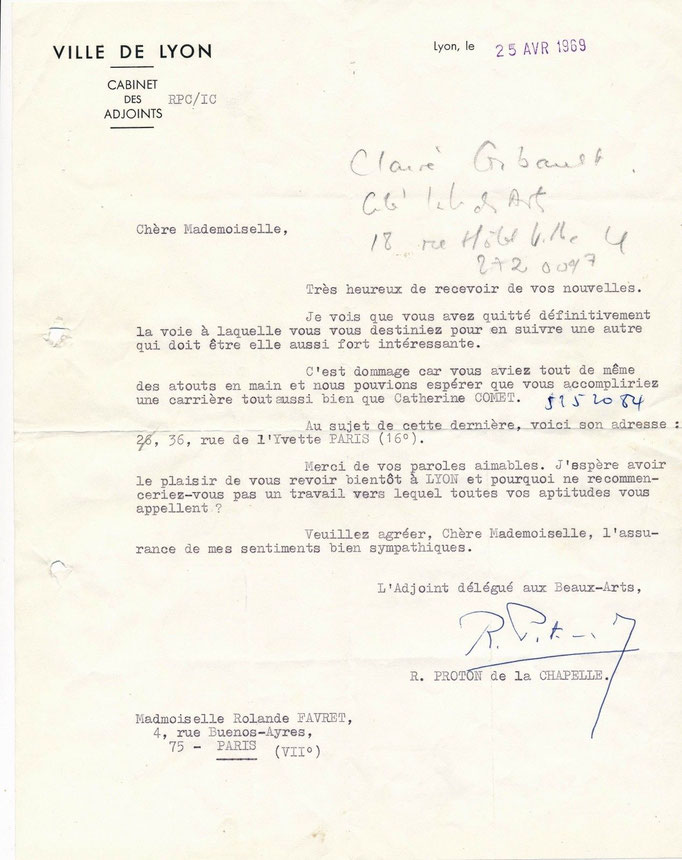 VILLE DE LYON
Lyon, le 25 AVR 1969
CABINET
DES
ADJOINTS
RPC/IC
Claire Gibault
18 rue Hôtel Ville 4
272 0097
Chère Mademoiselle,
Très heureux de recevoir de vos nouvelles.
Je vois que vous avez quitté définitivement
la voie à laquelle vous vous destiniez pour en suivre une autre
qui doit être elle aussi fort intéressante.
C'est dommage car vous aviez tout de même
des atouts en main et nous pouvions espérer que vous accompliriez
une carrière tout aussi bien que Catherine COMET. 525 20 84
Au sujet de cette dernière, voici son adresse :
26, 36, rue de l'Yvette PARIS (16°).
Merci de vos paroles aimables. J'espère avoir
le plaisir de vous revoir bientôt à LYON et pourquoi ne recommen-
ceriez-vous pas un travail vers lequel toutes vos aptitudes vous
appellent ?
Veuillez agréer, Chère Mademoiselle, l'assu-
rance de mes sentiments bien sympathiques.
L'Adjoint délégué aux Beaux-Arts,
R. PROTON de la CHAPELLE.
Madmoiselle Rolande FAVRET,
4, rue Buenos-Ayres,
75 - PARIS (VII°)